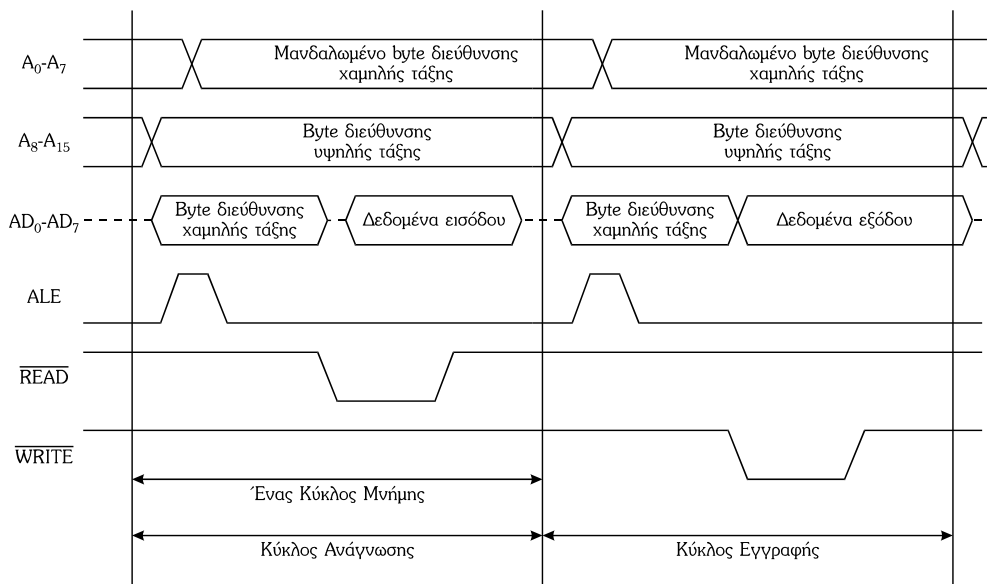 A0-A7
Μανδαλωμένο byte διεύθυνσης
χαμηλής τάξης
Μανδαλωμένο byte διεύθυνσης
χαμηλής τάξης
A8-A15
Byte διεύθυνσης
υψηλής τάξης
Byte διεύθυνσης
υψηλής τάξης
AD0-AD7
Byte διεύθυνσης
χαμηλής τάξης
Δεδομένα εισόδου
Byte διεύθυνσης
χαμηλής τάξης
Δεδομένα εξόδου
ALE
READ
WRITE
Ένας Κύκλος Μνήμης
Κύκλος Ανάγνωσης
Κύκλος Εγγραφής